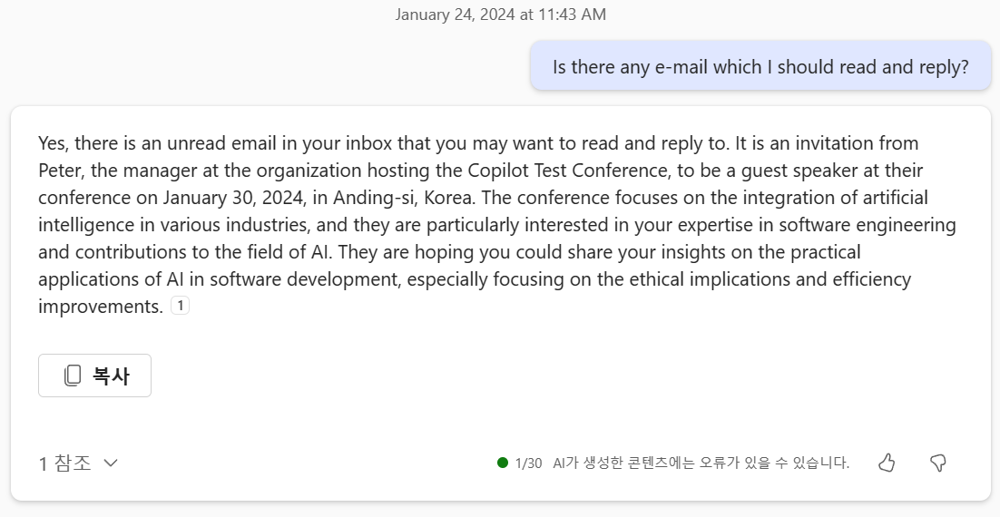 January 24, 2024 at 11:43 AM
Is there any e-mail which I should read and reply?
Yes, there is an unread email in your inbox that you may want to read and reply to. It is an invitation from
Peter, the manager at the organization hosting the Copilot Test Conference, to be a guest speaker at their
conference on January 30, 2024, in Anding-si, Korea. The conference focuses on the integration of artificial
intelligence in various industries, and they are particularly interested in your expertise in software engineering
and contributions to the field of AI. They are hoping you could share your insights on the practical
applications of AI in software development, especially focusing on the ethical implications and efficiency
improvements. 1
복사
1 참조
1/30 AI가 생성한 콘텐츠에는 오류가 있을 수 있습니다.